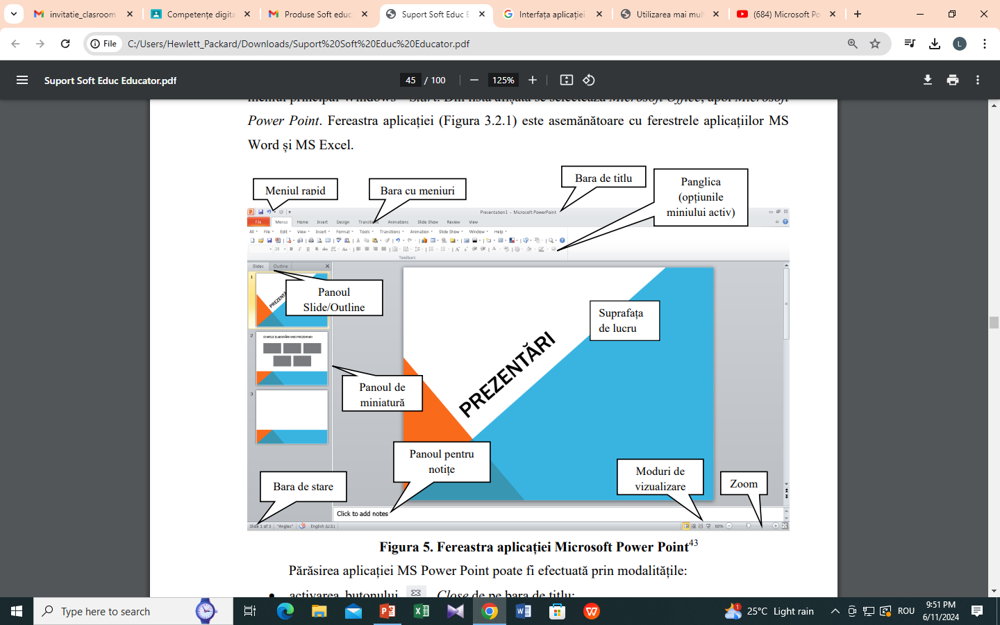 invitatie_clasroom
Competențe digita
Produse Soft educ
Suport Soft Educ E
Interfața aplicației
Utilizarea mai mul
(684) Microsoft Po
File
C:/Users/Hewlett_Packard/Downloads/Suport%20Soft%20Educ%20Educator.pdf
L
Suport Soft Educ Educator.pdf
45 / 100
125%
meniul principal Windows – Start. Din lista afișată se selectează Microsoft Office, apoi Microsoft
Power Point. Fereastra aplicației (Figura 3.2.1) este asemănătoare cu ferestrele aplicațiilor MS
Word și MS Excel.
Meniul rapid
Bara cu meniuri
Bara de titlu
Panglica
(opțiunile
miniului activ)
Presentation1 - Microsoft PowerPoint
File Menus Home Insert Design Transitions Animations Slide Show Review View
All File Edit View Insert Format Tools Transitions Animation Slide Show Window Help
Toolbars
Slides Outline
1
PREZENT
Panoul
Slide/Outline
2
ETAPELE ELABORĂRII UNEI PREZENTĂRI
3
PREZENTĂRI
Suprafața
de lucru
Panoul de
miniatură
Panoul pentru
notițe
Bara de stare
Moduri de
vizualizare
Zoom
Click to add notes
Slide 1 of 3 "Angles" English (U.S.) 80%
Figura 5. Fereastra aplicației Microsoft Power Point43
Părăsirea aplicației MS Power Point poate fi efectuată prin modalitățile:
• activarea butonului Close de pe bara de titlu;
Type here to search
1
25°C Light rain
ROU
9:51 PM
6/11/2024